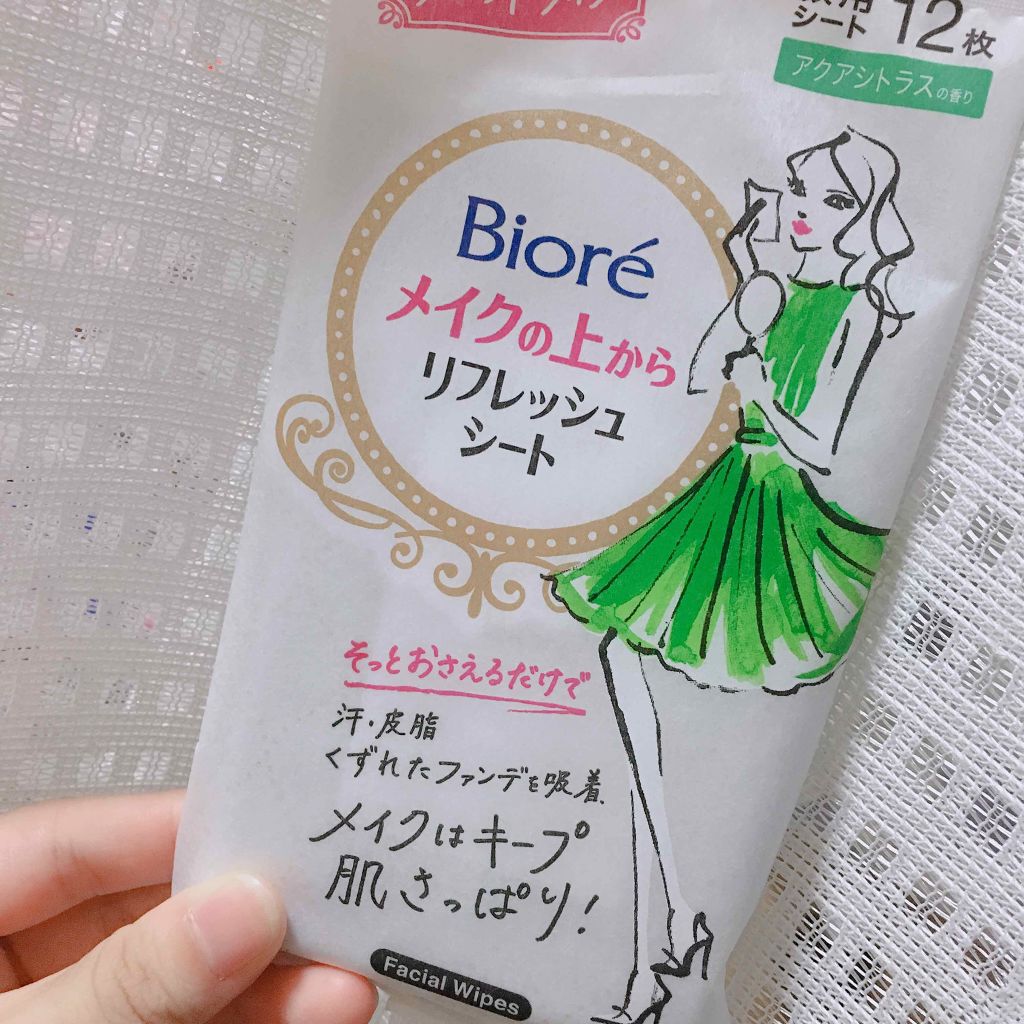 シート 12枚
アクアシトラスの香り
Bioré
メイクの上から
リフレッシュ
シート
そっとおさえるだけで
汗・皮脂
くずれたファンデを吸着、
メイクはキープ
肌さっぱり!
Facial Wipes